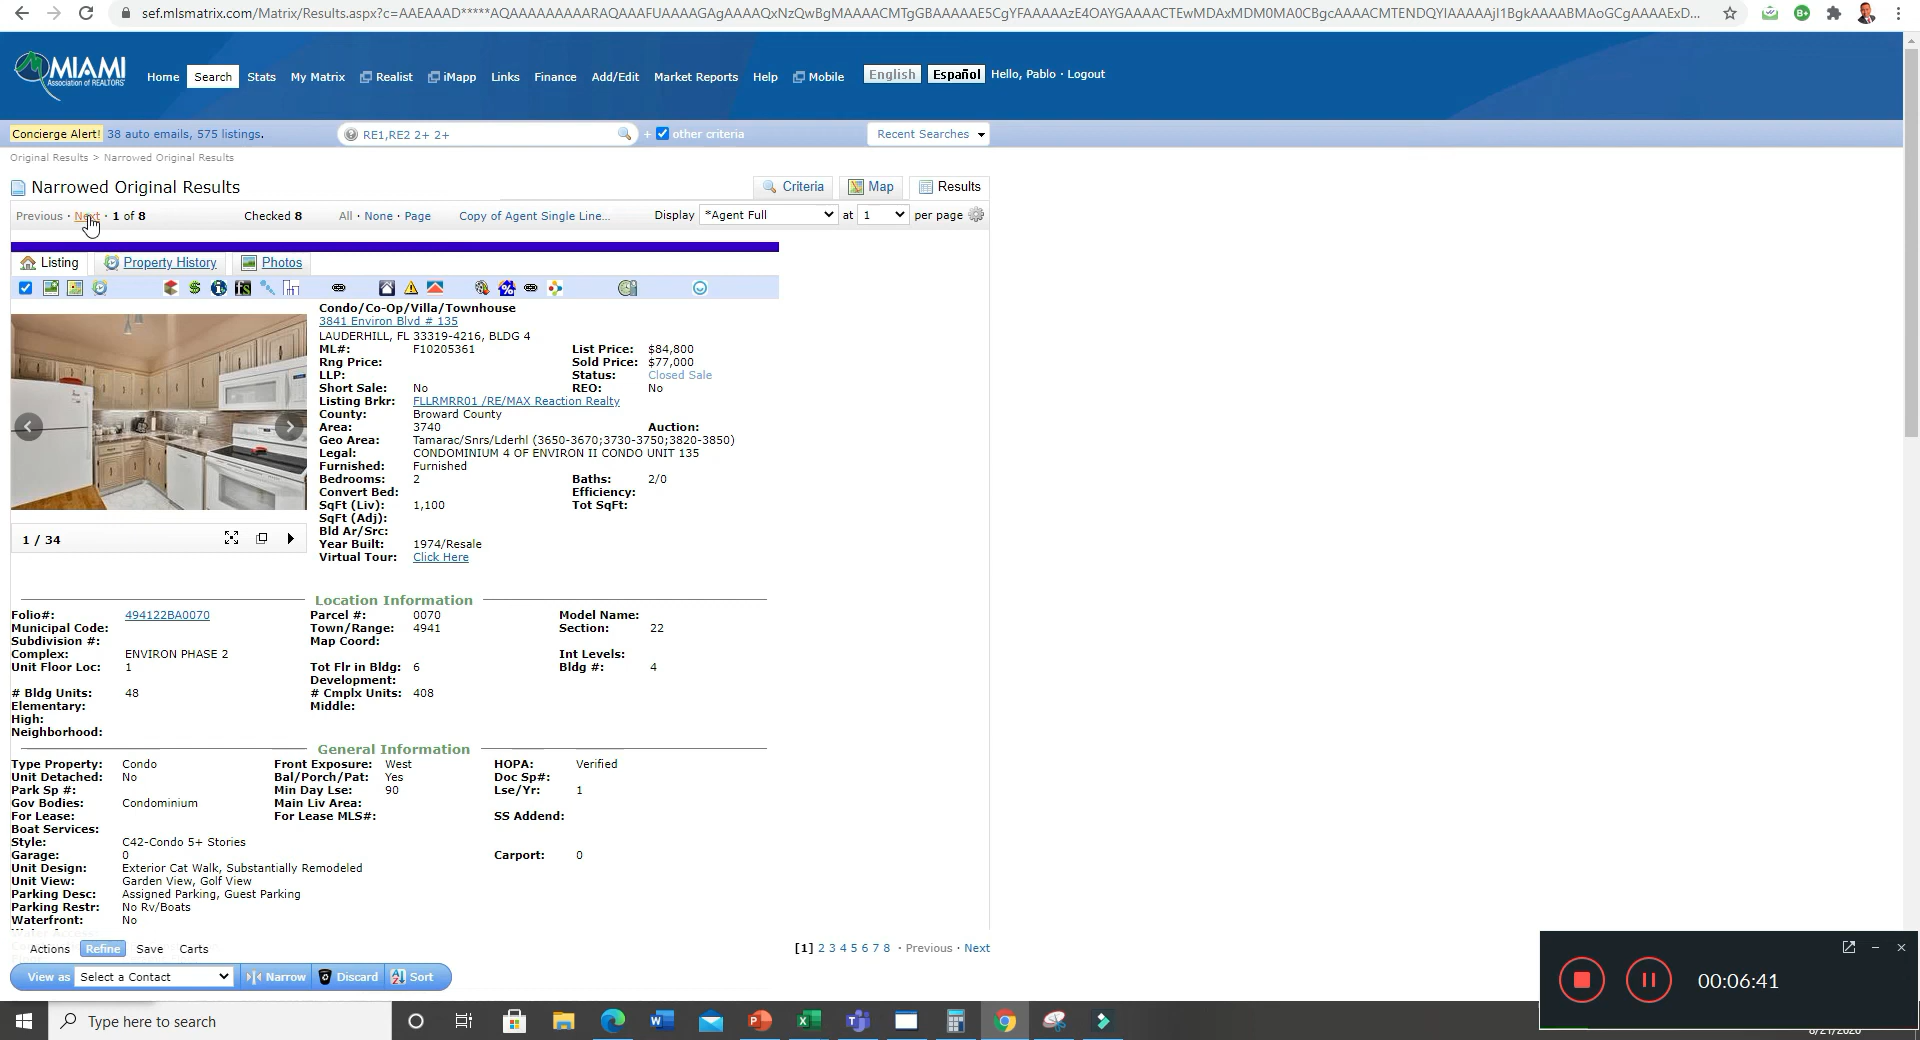 sef.mlsmatrix.com/Matrix/Results.aspx?c=
MIAMI
Association of REALTORS®
Home Search Stats My Matrix Realist iMapp Links Finance Add/Edit Market Reports Help Mobile English Español Hello, Pablo · Logout
Concierge Alert! 38 auto emails, 575 listings. RE1,RE2 2+ 2+ + other criteria Recent Searches
Original Results > Narrowed Original Results
Narrowed Original Results Criteria Map Results
Previous · Next · 1 of 8 Checked 8 All · None · Page Copy of Agent Single Line... Display *Agent Full at 1 per page
Listing Property History Photos
Condo/Co-Op/Villa/Townhouse
3841 Environ Blvd # 135
LAUDERHILL, FL 33319-4216, BLDG 4
ML#: F10205361 List Price: $84,800
Rng Price: Sold Price: $77,000
LLP: Status: Closed Sale
Short Sale: No REO: No
Listing Brkr: FLLRMRR01 /RE/MAX Reaction Realty
County: Broward County
Area: 3740 Auction:
Geo Area: Tamarac/Snrs/Lderhl (3650-3670;3730-3750;3820-3850)
Legal: CONDOMINIUM 4 OF ENVIRON II CONDO UNIT 135
Furnished: Furnished
Bedrooms: 2 Baths: 2/0
Convert Bed: Efficiency:
SqFt (Liv): 1,100 Tot SqFt:
SqFt (Adj):
Bld Ar/Src:
Year Built: 1974/Resale
Virtual Tour: Click Here
1 / 34
Location Information
Folio#: 494122BA0070 Parcel #: 0070 Model Name:
Municipal Code: Town/Range: 4941 Section: 22
Subdivision #: Map Coord:
Complex: ENVIRON PHASE 2 Int Levels:
Unit Floor Loc: 1 Tot Flr in Bldg: 6 Bldg #: 4
Development:
# Bldg Units: 48 # Cmplx Units: 408
Elementary: Middle:
High:
Neighborhood:
General Information
Type Property: Condo Front Exposure: West HOPA: Verified
Unit Detached: No Bal/Porch/Pat: Yes Doc Sp#:
Park Sp #: Min Day Lse: 90 Lse/Yr: 1
Gov Bodies: Condominium Main Liv Area:
For Lease: For Lease MLS#: SS Addend:
Boat Services:
Style: C42-Condo 5+ Stories
Garage: 0 Carport: 0
Unit Design: Exterior Cat Walk, Substantially Remodeled
Unit View: Garden View, Golf View
Parking Desc: Assigned Parking, Guest Parking
Parking Restr: No Rv/Boats
Waterfront: No
Actions Refine Save Carts [1] 2 3 4 5 6 7 8 · Previous · Next
View as Select a Contact Narrow Discard Sort
00:06:41
Type here to search